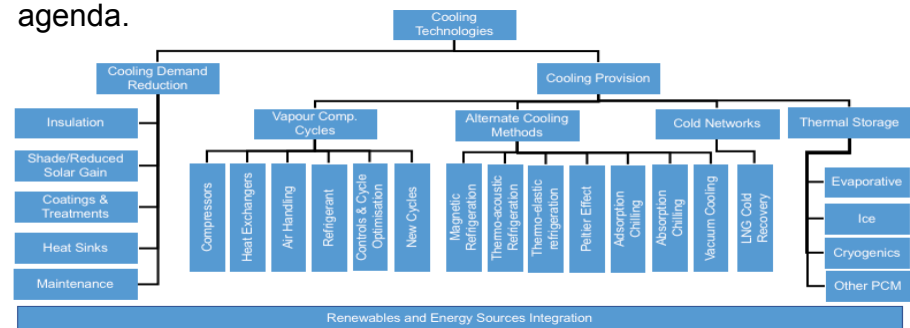 agenda.
Cooling
Technologies
Cooling Demand
Reduction
Cooling Provision
Insulation
Shade/Reduced
Solar Gain
Coatings &
Treatments
Heat Sinks
Maintenance
Vapour Comp.
Cycles
Alternate Cooling
Methods
Cold Networks
Thermal Storage
Compressors
Heat Exchangers
Air Handling
Refrigerant
Controls & Cycle
Optimisation
New Cycles
Magnetic
Refrigeration
Thermo-acoustic
Refrigeration
Thermo-elastic
refrigeration
Peltier Effect
Adsorption
Chilling
Absorption
Chilling
Vacuum Cooling
LNG Cold
Recovery
Evaporative
Ice
Cryogenics
Other PCM
Renewables and Energy Sources Integration